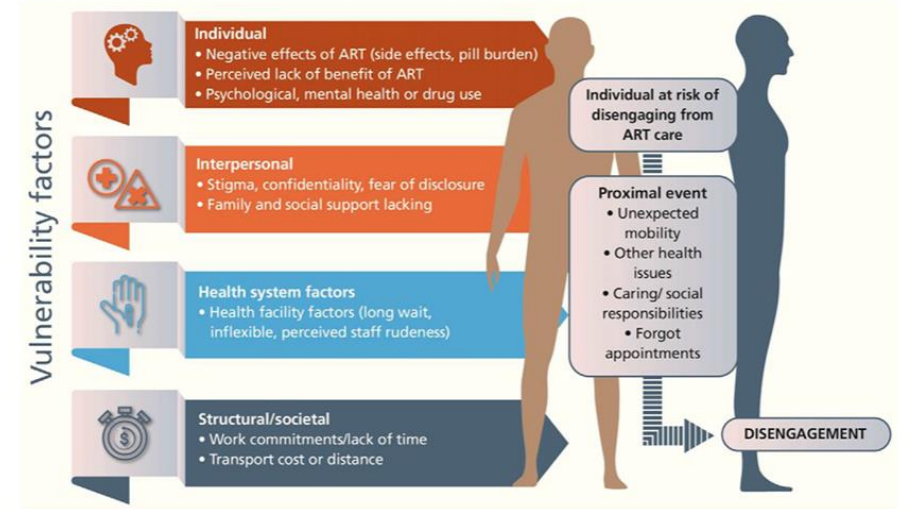 Vulnerability factors
Individual
• Negative effects of ART (side effects, pill burden)
• Perceived lack of benefit of ART
• Psychological, mental health or drug use
Interpersonal
• Stigma, confidentiality, fear of disclosure
• Family and social support lacking
Health system factors
• Health facility factors (long wait,
inflexible, perceived staff rudeness)
Structural/societal
• Work commitments/lack of time
• Transport cost or distance
$
Individual at risk of
disengaging from
ART care
Proximal event
• Unexpected
mobility
• Other health
issues
• Caring/ social
responsibilities
• Forgot
appointments
DISENGAGEMENT